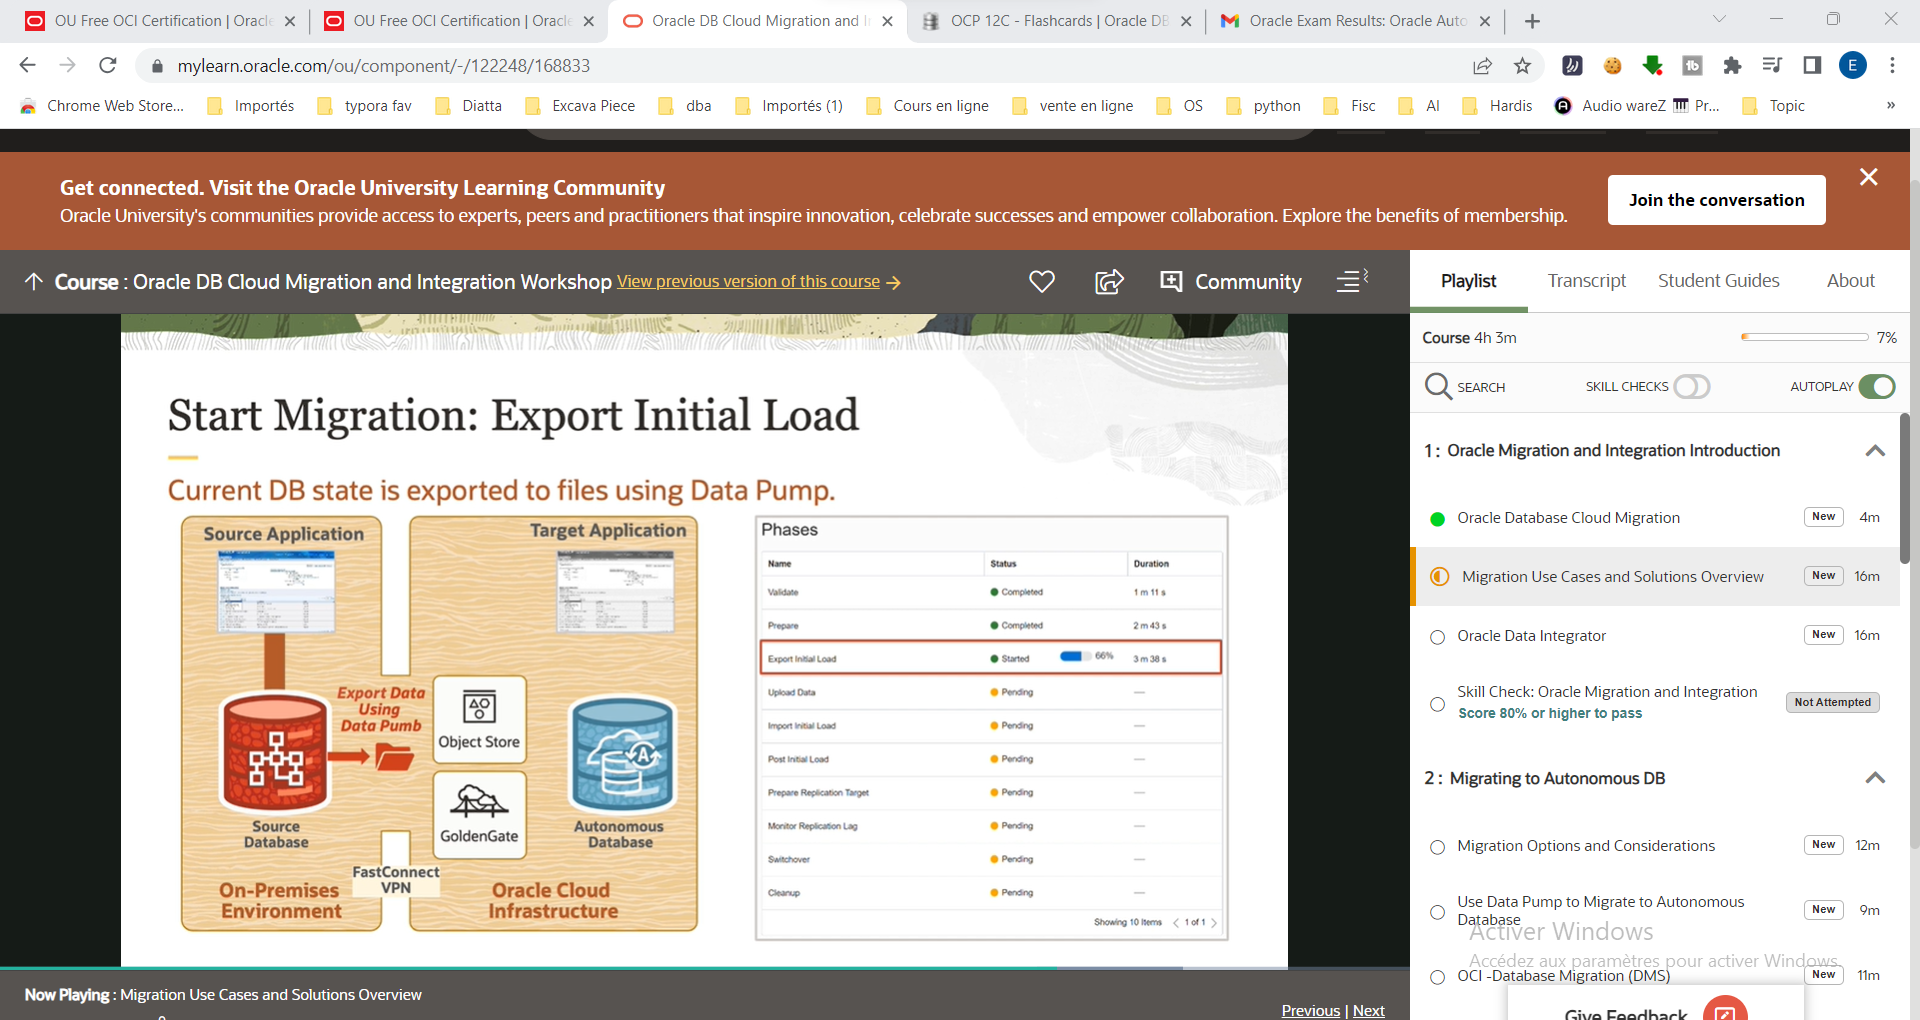 OU Free OCI Certification | Oracle
OU Free OCI Certification | Oracle
Oracle DB Cloud Migration and In
OCP 12C - Flashcards | Oracle DB
Oracle Exam Results: Oracle Auto
mylearn.oracle.com/ou/component/-/122248/168833
E
Chrome Web Store...
Importés
typora fav
Diatta
Excava Piece
dba
Importés (1)
Cours en ligne
vente en ligne
OS
python
Fisc
AI
Hardis
Audio wareZ
Pr...
Topic
»
Get connected. Visit the Oracle University Learning Community
Oracle University's communities provide access to experts, peers and practitioners that inspire innovation, celebrate successes and empower collaboration. Explore the benefits of membership.
Join the conversation
Course : Oracle DB Cloud Migration and Integration Workshop View previous version of this course →
Community
Start Migration: Export Initial Load
Current DB state is exported to files using Data Pump.
Source Application
Target Application
Export Data
Using
Data Pumb
Object Store
GoldenGate
Source
Database
Autonomous
Database
FastConnect
VPN
On-Premises
Environment
Oracle Cloud
Infrastructure
Phases
Name Status Duration
Validate Completed 1 m 11 s
Prepare Completed 2 m 43 s
Export Initial Load Started 66% 3 m 38 s
Upload Data Pending —
Import Initial Load Pending —
Post Initial Load Pending —
Prepare Replication Target Pending —
Monitor Replication Lag Pending —
Switchover Pending —
Cleanup Pending —
Showing 10 Items < 1 of 1 >
Now Playing : Migration Use Cases and Solutions Overview
Previous | Next
Playlist Transcript Student Guides About
Course 4h 3m 7%
SEARCH SKILL CHECKS AUTOPLAY
1 : Oracle Migration and Integration Introduction
Oracle Database Cloud Migration New 4m
Migration Use Cases and Solutions Overview New 16m
Oracle Data Integrator New 16m
Skill Check: Oracle Migration and Integration
Score 80% or higher to pass
Not Attempted
2 : Migrating to Autonomous DB
Migration Options and Considerations New 12m
Use Data Pump to Migrate to Autonomous
Database
New 9m
Activer Windows
Accédez aux paramètres pour activer Windows.
OCI -Database Migration (DMS) New 11m
Give Feedback